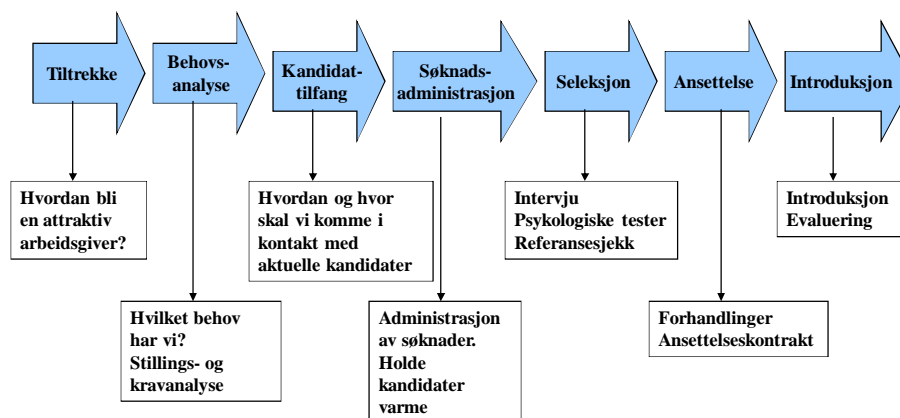 Tiltrekke
Behovs-
analyse
Kandidat-
tilfang
Søknads-
administrasjon
Seleksjon
Ansettelse
Introduksjon
Hvordan bli
en attraktiv
arbeidsgiver?
Hvordan og hvor
skal vi komme i
kontakt med
aktuelle kandidater
Intervju
Psykologiske tester
Referansesjekk
Introduksjon
Evaluering
Hvilket behov
har vi?
Stillings- og
kravanalyse
Administrasjon
av søknader.
Holde
kandidater
varme
Forhandlinger
Ansettelseskontrakt